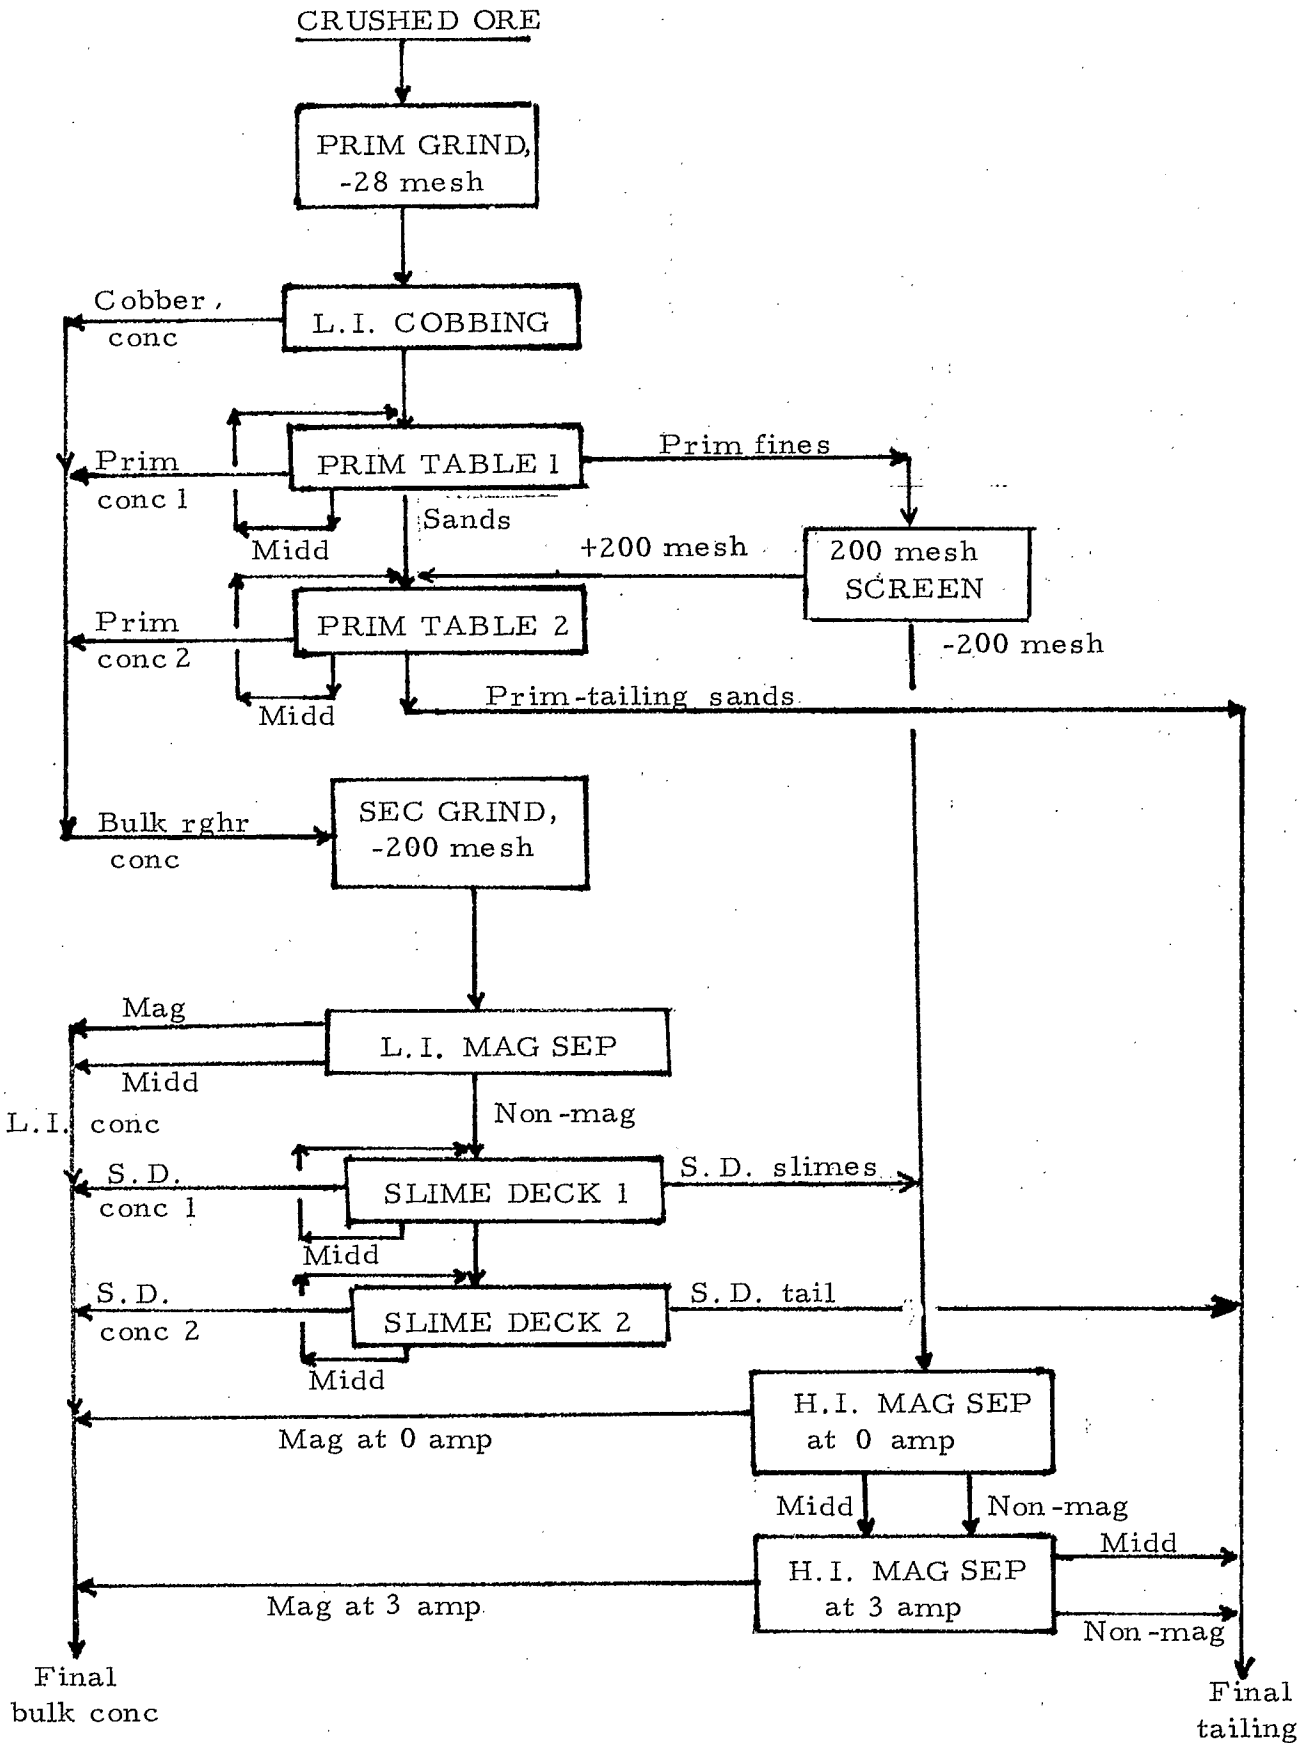 CRUSHED ORE
PRIM GRIND,
-28 mesh
Cobber
conc
L.I. COBBING
Prim
conc 1
PRIM TABLE 1
Prim fines
Midd
Sands
+200 mesh
200 mesh
SCREEN
Prim
conc 2
PRIM TABLE 2
-200 mesh
Midd
Prim-tailing sands
Bulk rghr
conc
SEC GRIND,
-200 mesh
Mag
L.I. MAG SEP
Midd
L.I. conc
Non-mag
S.D.
conc 1
SLIME DECK 1
S.D. slimes
Midd
S.D.
conc 2
SLIME DECK 2
S.D. tail
Midd
H.I. MAG SEP
at 0 amp
Mag at 0 amp
Midd
Non-mag
H.I. MAG SEP
at 3 amp
Midd
Mag at 3 amp
Non-mag
Final
bulk conc
Final
tailing